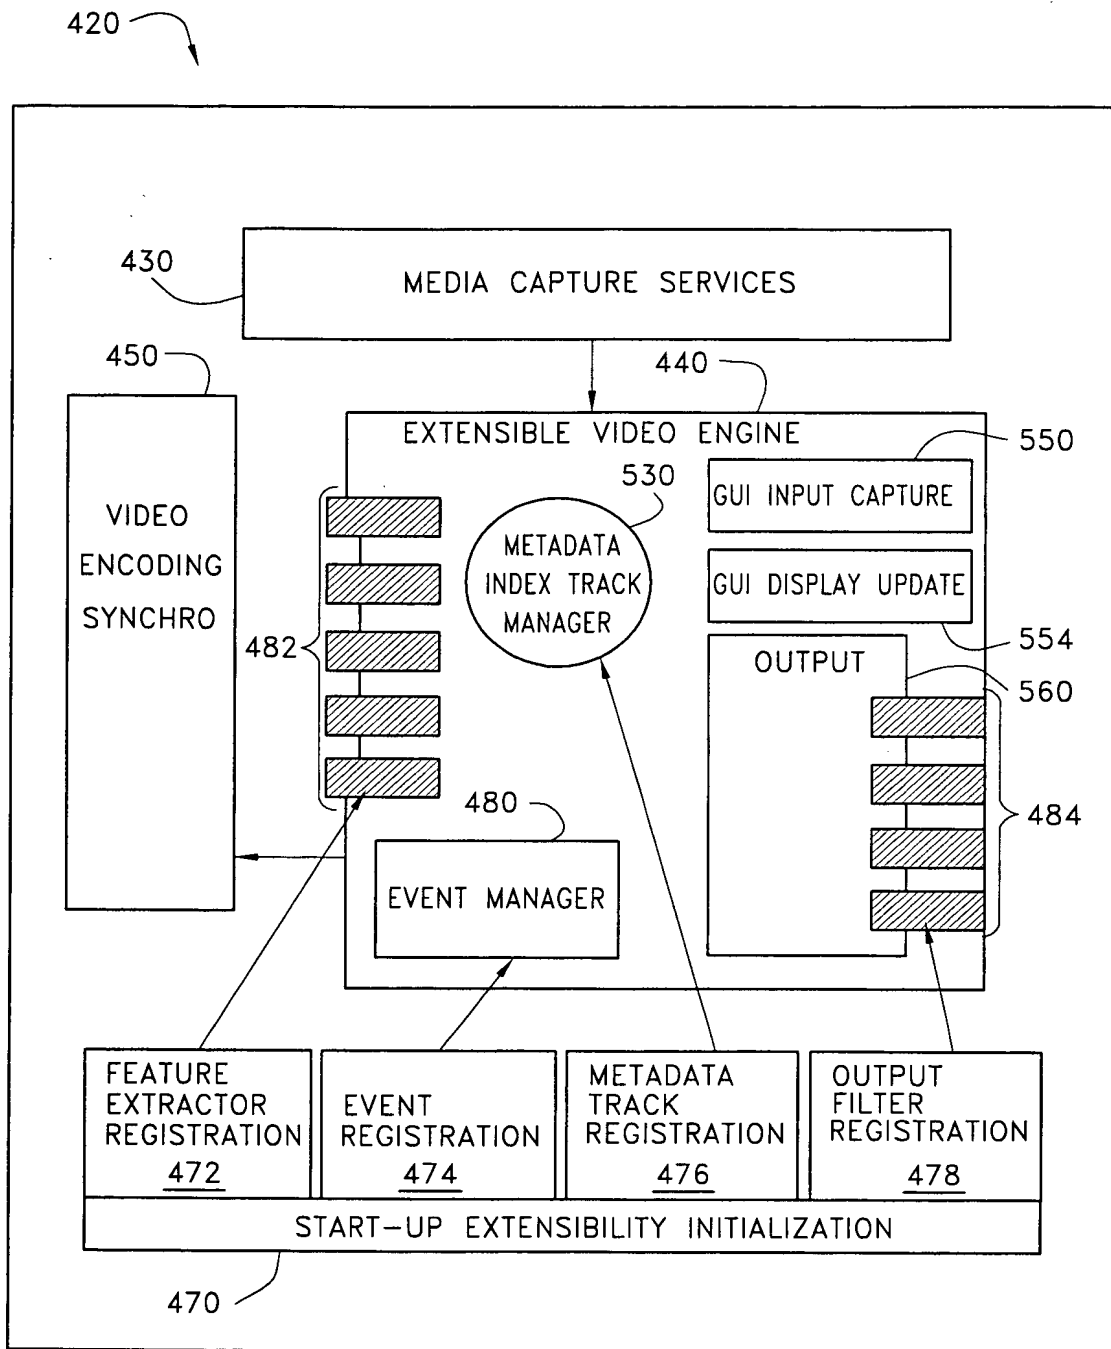 420
430
MEDIA CAPTURE SERVICES
450
440
EXTENSIBLE VIDEO ENGINE
550
530
GUI INPUT CAPTURE
VIDEO
ENCODING
SYNCHRO
METADATA
INDEX TRACK
MANAGER
GUI DISPLAY UPDATE
482
554
OUTPUT
560
480
484
EVENT MANAGER
FEATURE
EXTRACTOR
REGISTRATION
472
EVENT
REGISTRATION
474
METADATA
TRACK
REGISTRATION
476
OUTPUT
FILTER
REGISTRATION
478
START-UP EXTENSIBILITY INITIALIZATION
470